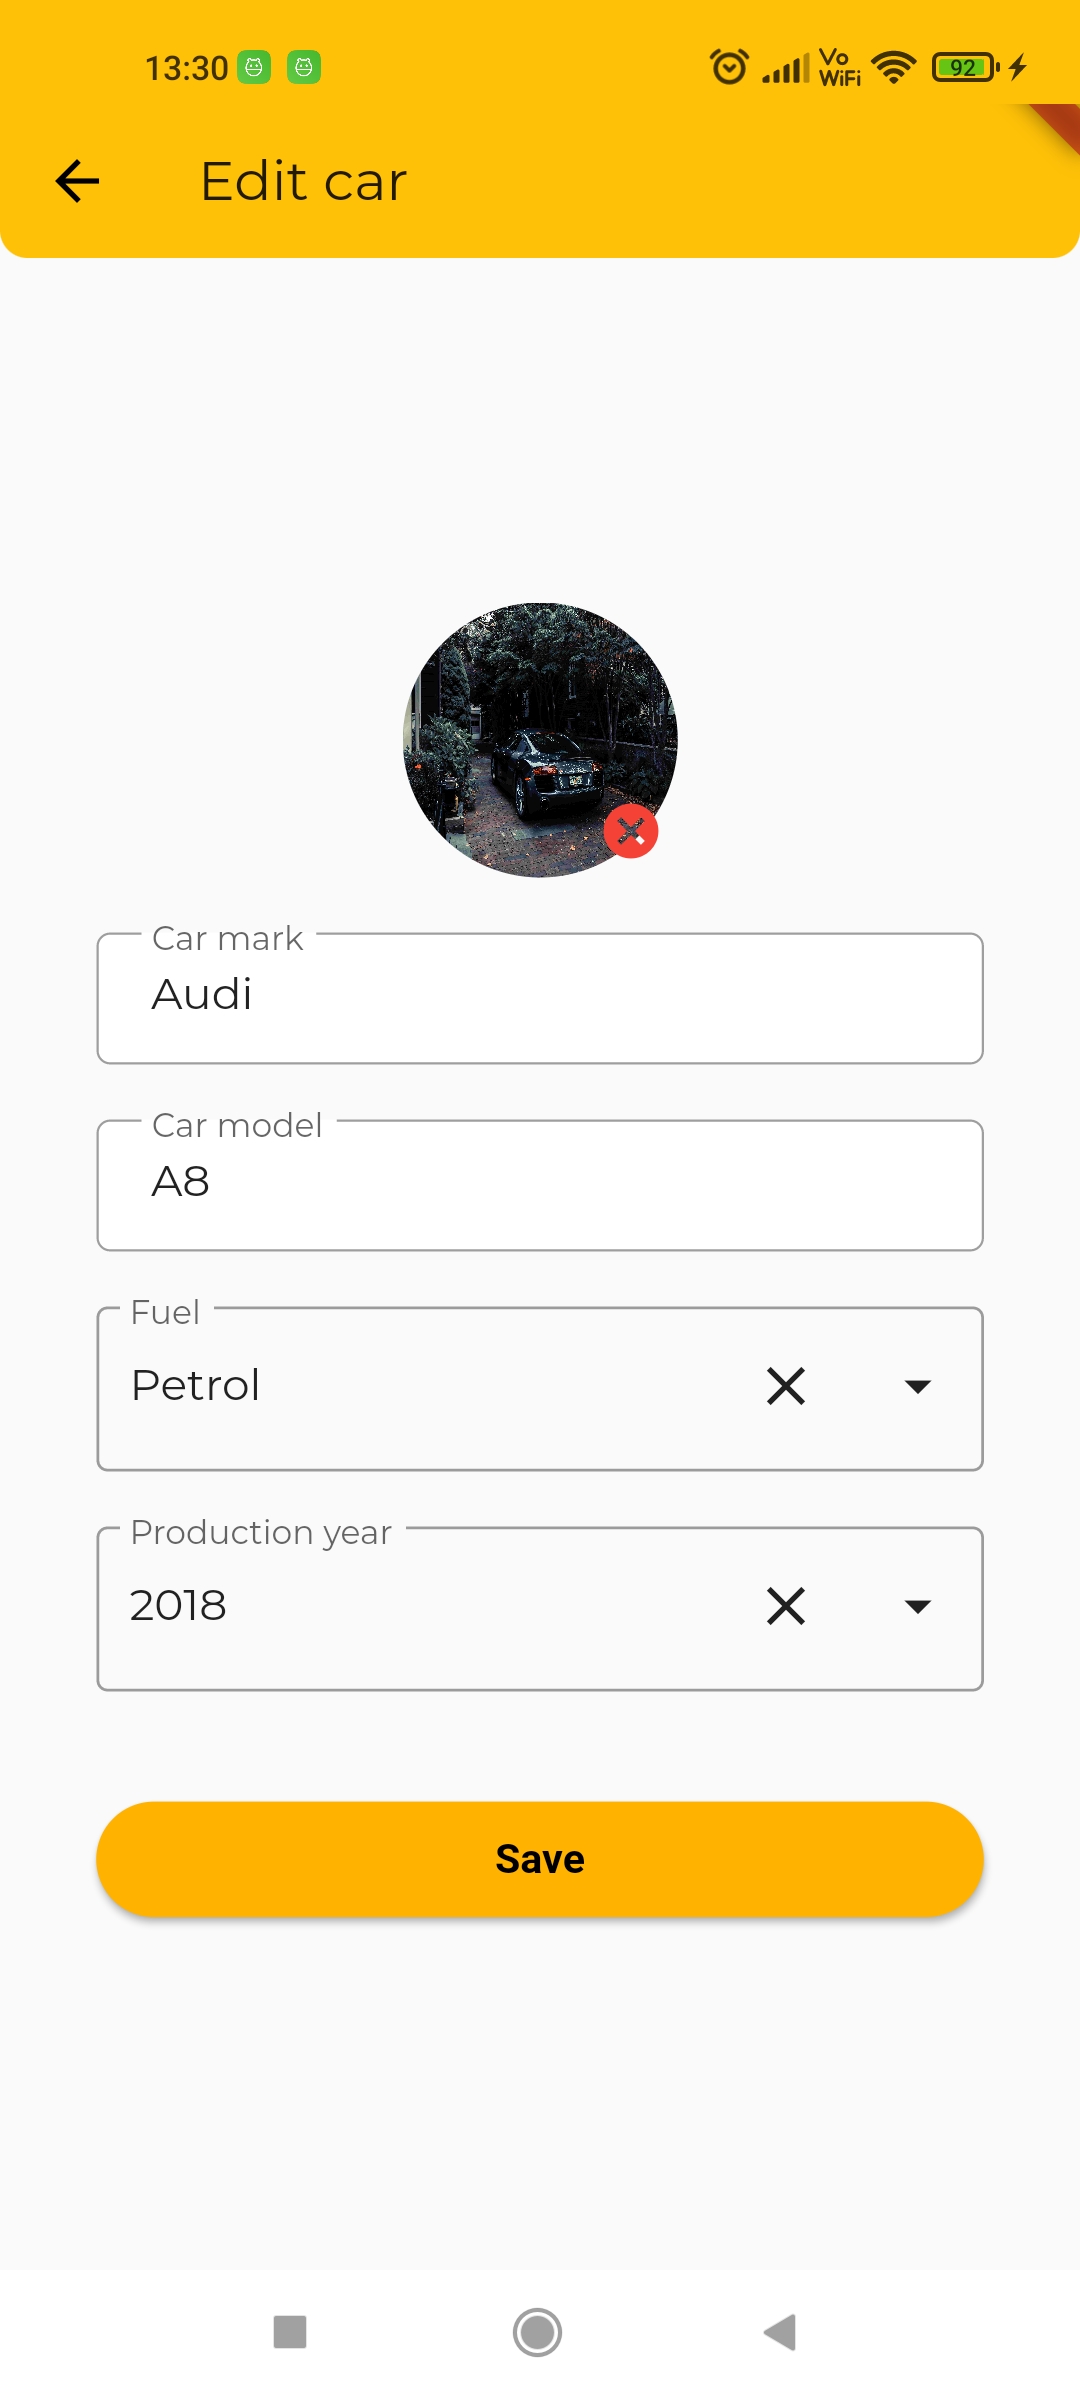 13:30
Vo
WiFi
92
Edit car
Car mark
Audi
Car model
A8
Fuel
Petrol
Production year
2018
Save